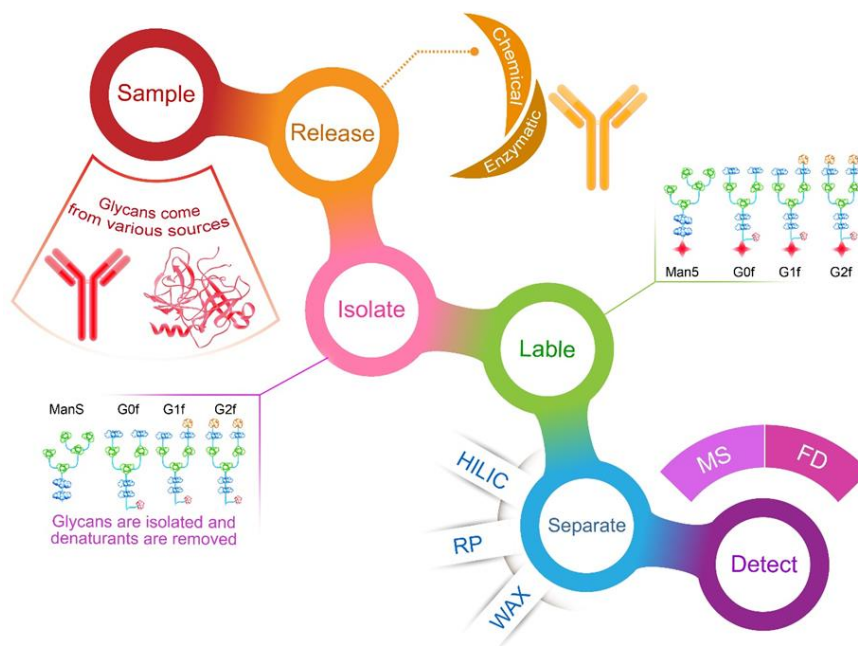 Sample
Release
Chemical
Enzymatic
Glycans come
from various sources
Man5
G0f
G1f
G2f
Isolate
Lable
ManS
G0f
G1f
G2f
Glycans are isolated and
denaturants are removed
HILIC
RP
WAX
Separate
MS
FD
Detect